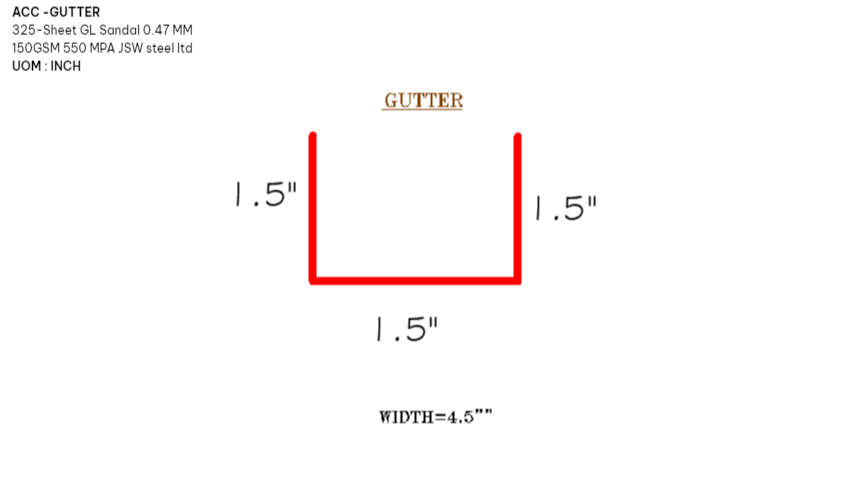 ACC -GUTTER
325-Sheet GL Sandal 0.47 MM
150GSM 550 MPA JSW steel ltd
UOM : INCH
GUTTER
1.5"
1.5"
1.5"
WIDTH=4.5””